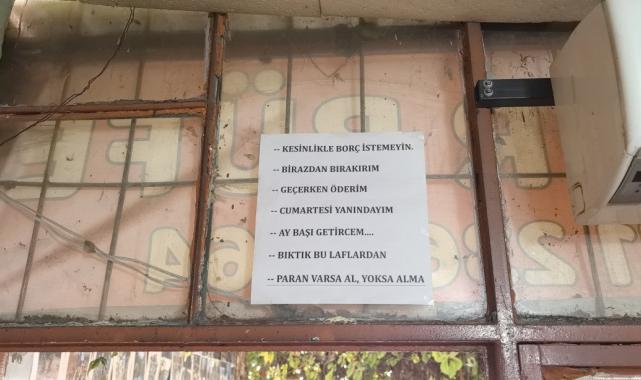 -- KESİNLİKLE BORÇ İSTEMEYİN.
-- BİRAZDAN BIRAKIRIM
-- GEÇERKEN ÖDERİM
-- CUMARTESİ YANINDAYIM
-- AY BAŞI GETİRCEM....
-- BIKTIK BU LAFLARDAN
-- PARAN VARSA AL, YOKSA ALMA